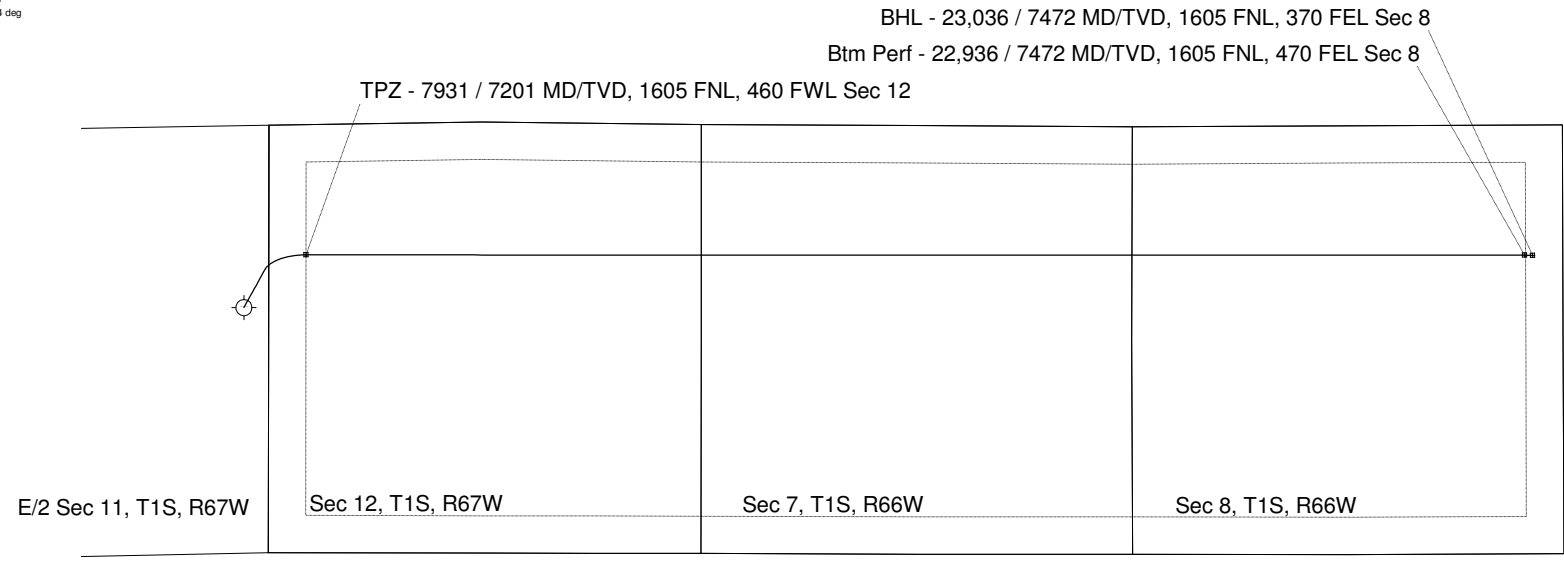 deg
BHL - 23,036 / 7472 MD/TVD, 1605 FNL, 370 FEL Sec 8
Btm Perf - 22,936 / 7472 MD/TVD, 1605 FNL, 470 FEL Sec 8
TPZ - 7931 / 7201 MD/TVD, 1605 FNL, 460 FWL Sec 12
E/2 Sec 11, T1S, R67W
Sec 12, T1S, R67W
Sec 7, T1S, R66W
Sec 8, T1S, R66W